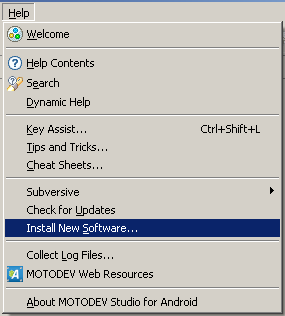 Help
Welcome
Help Contents
Search
Dynamic Help
Key Assist... Ctrl+Shift+L
Tips and Tricks...
Cheat Sheets...
Subversive
Check for Updates
Install New Software...
Collect Log Files...
MOTODEV Web Resources
About MOTODEV Studio for Android